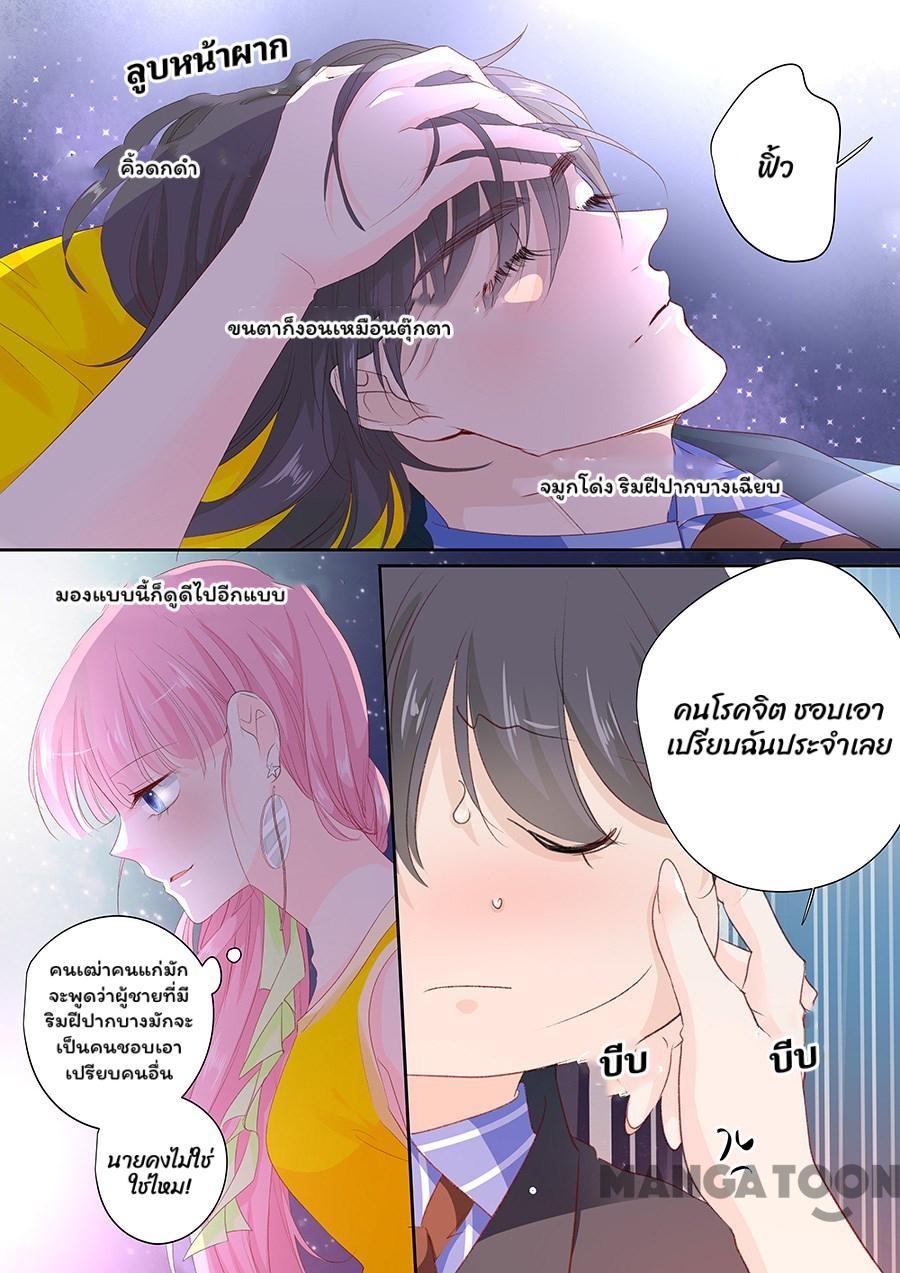 ลูบหน้าผาก
ฟิ้ว
คิ้วดกดำ
ขนตาก็งอนเหมือนตุ๊กตา
จมูกโด่ง ริมฝีปากบางเฉียบ
มองแบบนี้ก็ดูดีไปอีกแบบ
คนโรคจิต ชอบเอา
เปรียบฉันประจำเลย
คนเฒ่าคนแก่มัก
จะพูดว่าผู้ชายที่มี
ริมฝีปากบางมักจะ
เป็นคนชอบเอา
เปรียบคนอื่น
นายคงไม่ใช่
ใช่ไหม!
บีบ
บีบ
MANGATOON